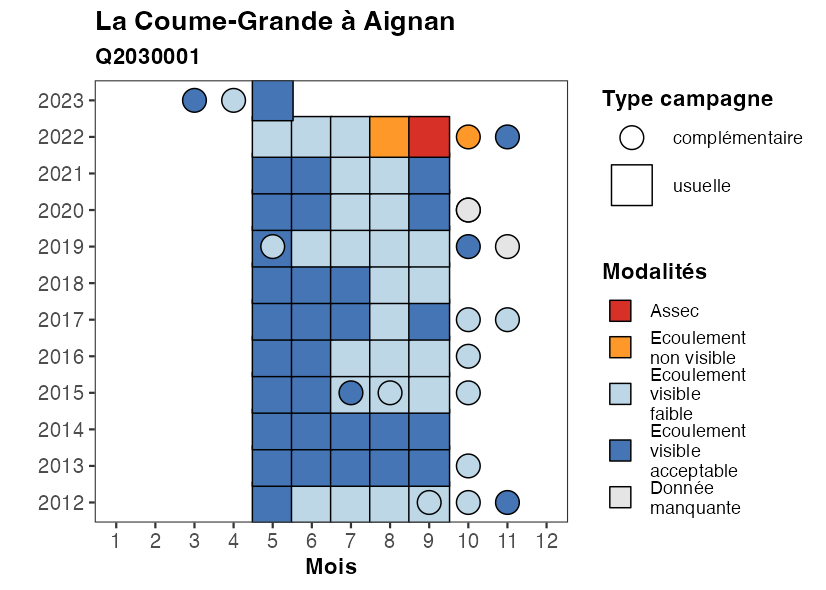 La Coume-Grande à Aignan
Q2030001
2023
2022
2021
2020
2019
2018
2017
2016
2015
2014
2013
2012
1 2 3 4 5 6 7 8 9 10 11 12
Mois
Type campagne
complémentaire
usuelle
Modalités
Assec
Ecoulement
non visible
Ecoulement
visible
faible
Ecoulement
visible
acceptable
Donnée
manquante